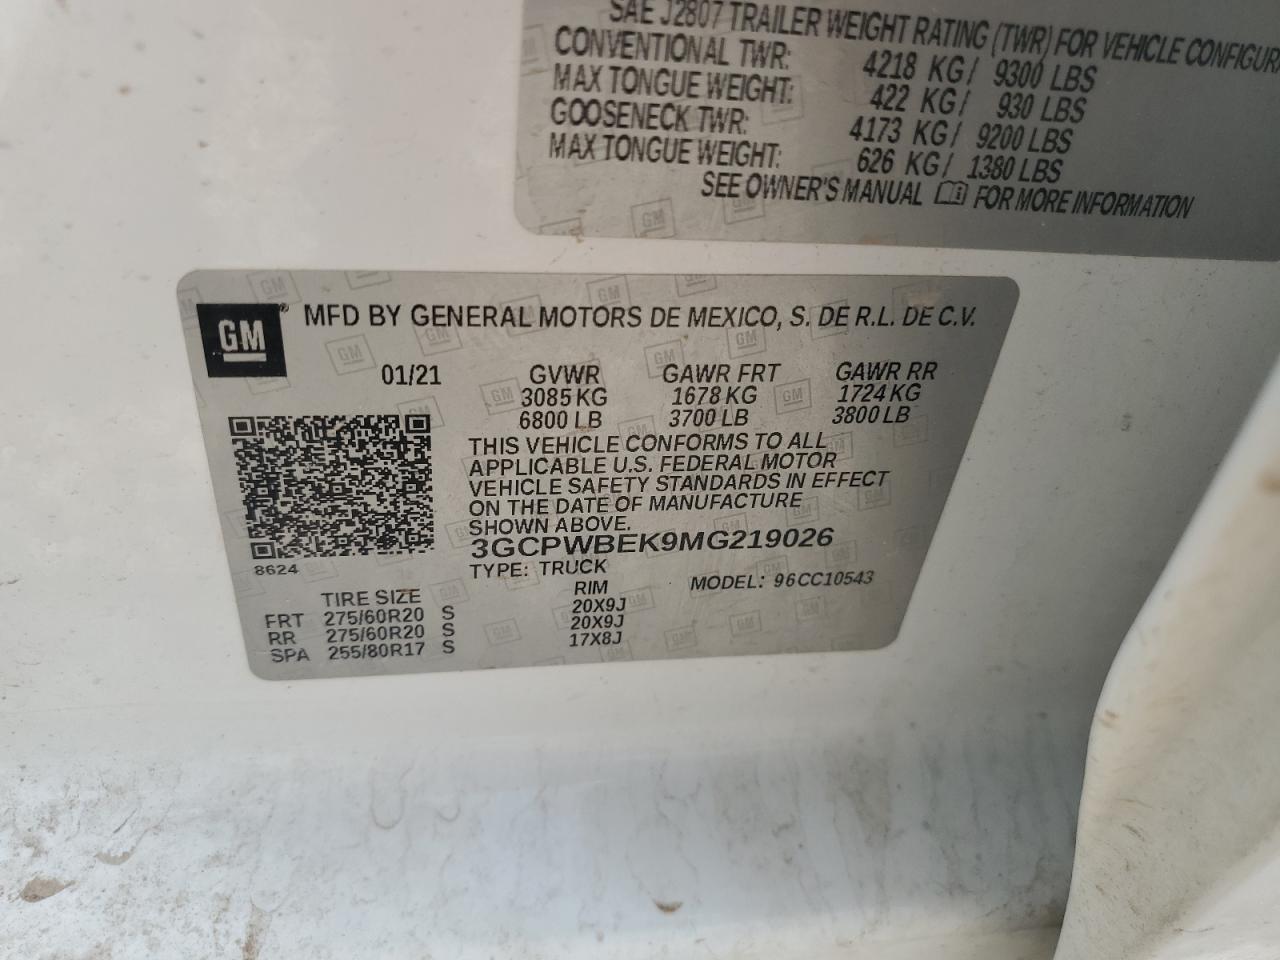 SAE J2807 TRAILER WEIGHT RATING (TWR) FOR VEHICLE
CONVENTIONAL TWR: 4218 KG/ 9300 LBS
MAX TONGUE WEIGHT: 422 KG/ 930 LBS
GOOSENECK TWR: 4173 KG/ 9200 LBS
MAX TONGUE WEIGHT: 626 KG/ 1380 LBS
SEE OWNER'S MANUAL FOR MORE INFORMATION
GM® MFD BY GENERAL MOTORS DE MEXICO, S. DE R.L. DE C.V.
01/21 GVWR GAWR FRT GAWR RR
3085 KG 1678 KG 1724 KG
6800 LB 3700 LB 3800 LB
THIS VEHICLE CONFORMS TO ALL
APPLICABLE U.S. FEDERAL MOTOR
VEHICLE SAFETY STANDARDS IN EFFECT
ON THE DATE OF MANUFACTURE
SHOWN ABOVE.
3GCPWBEK9MG219026
8624 TYPE: TRUCK MODEL: 96CC10543
TIRE SIZE RIM
FRT 275/60R20 S 20X9J
RR 275/60R20 S 20X9J
SPA 255/80R17 S 17X8J